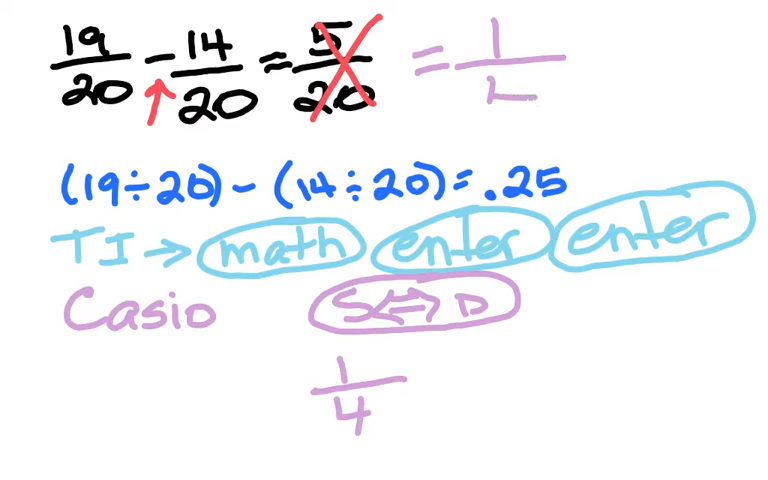 19/20 - 14/20 = 5/20 = 1/
(19÷20) - (14÷20) = .25
TI → math enter enter
Casio S⇔D
1/4